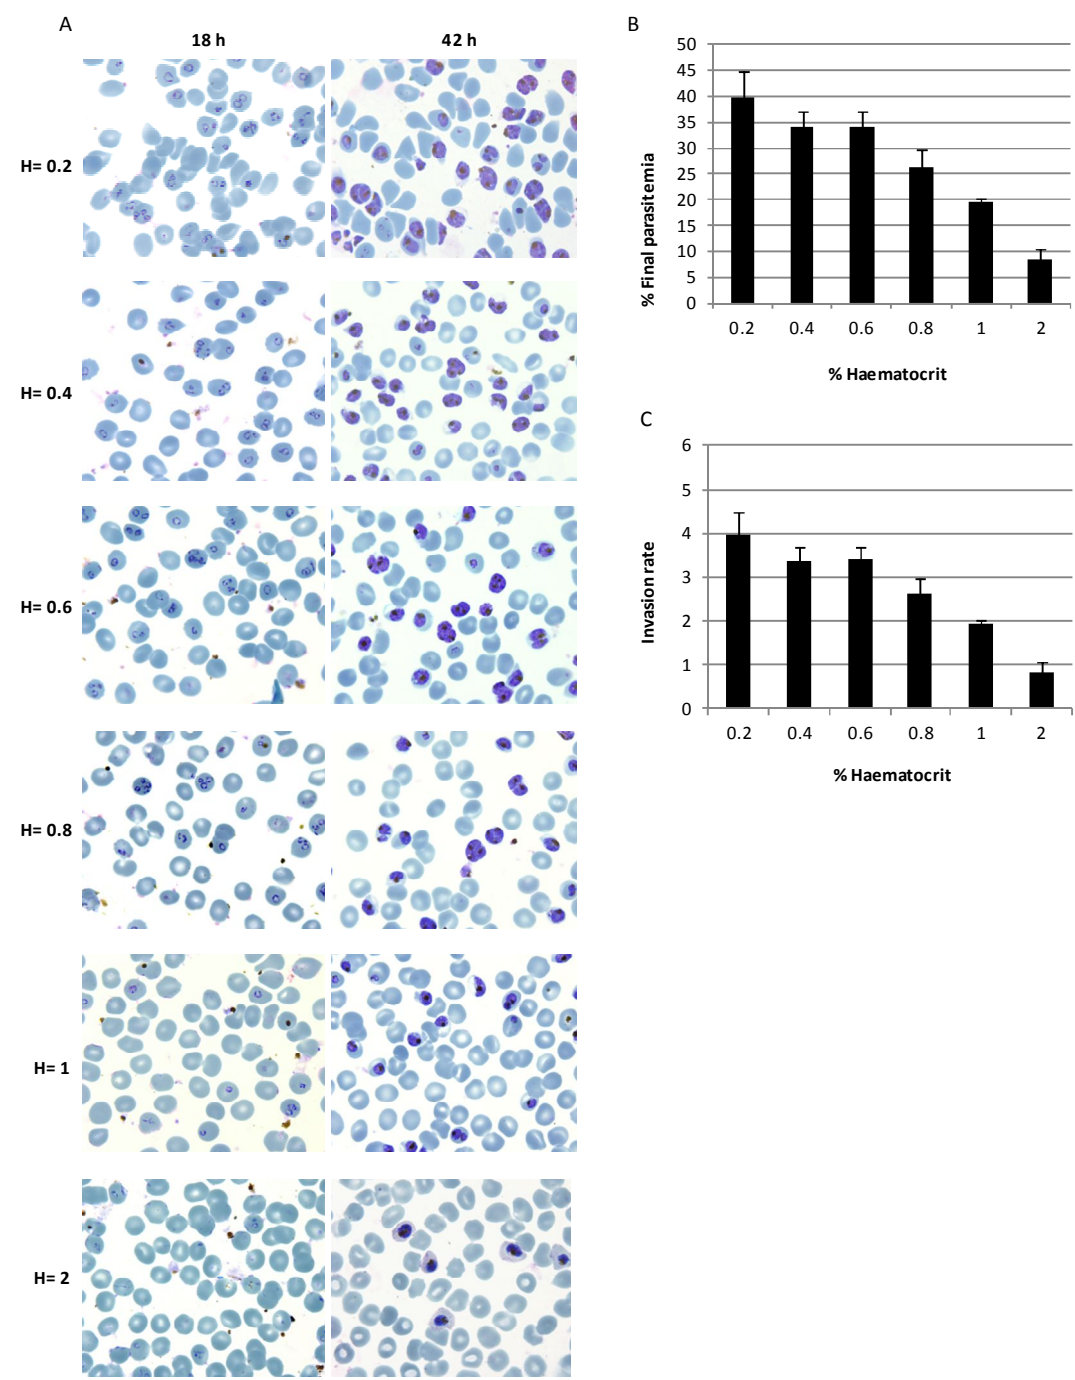 A
18 h
42 h
H= 0.2
H= 0.4
H= 0.6
H= 0.8
H= 1
H= 2
B
50
45
40
35
30
25
20
15
10
5
0
% Final parasitemia
0.2 0.4 0.6 0.8 1 2
% Haematocrit
C
6
5
4
3
2
1
0
Invasion rate
0.2 0.4 0.6 0.8 1 2
% Haematocrit